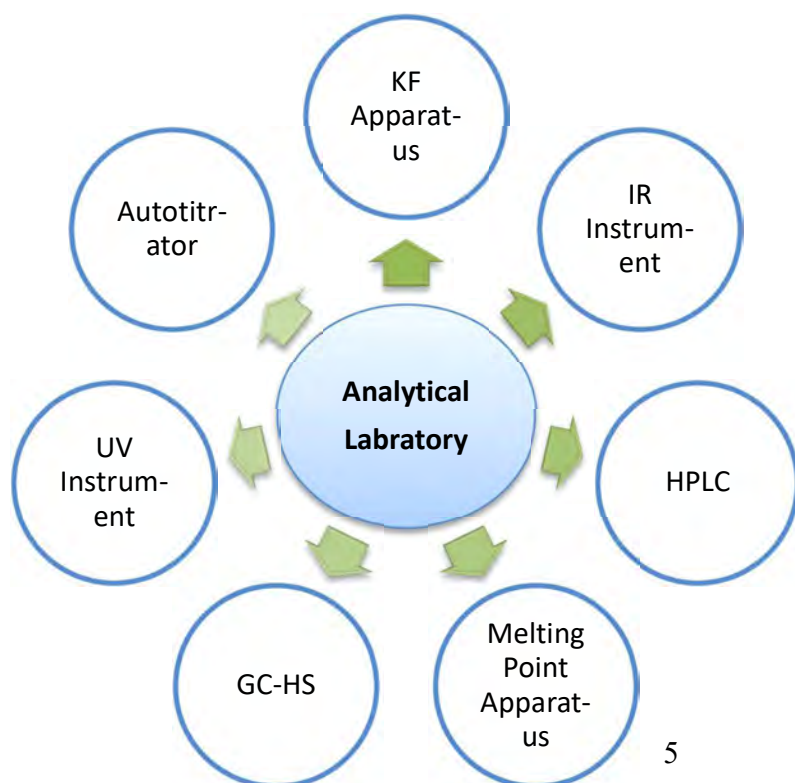 KF
Apparat-
us
IR
Instrum-
ent
HPLC
Melting
Point
Apparat-
us
GC-HS
UV
Instrum-
ent
Autotitr-
ator
Analytical
Labratory
5